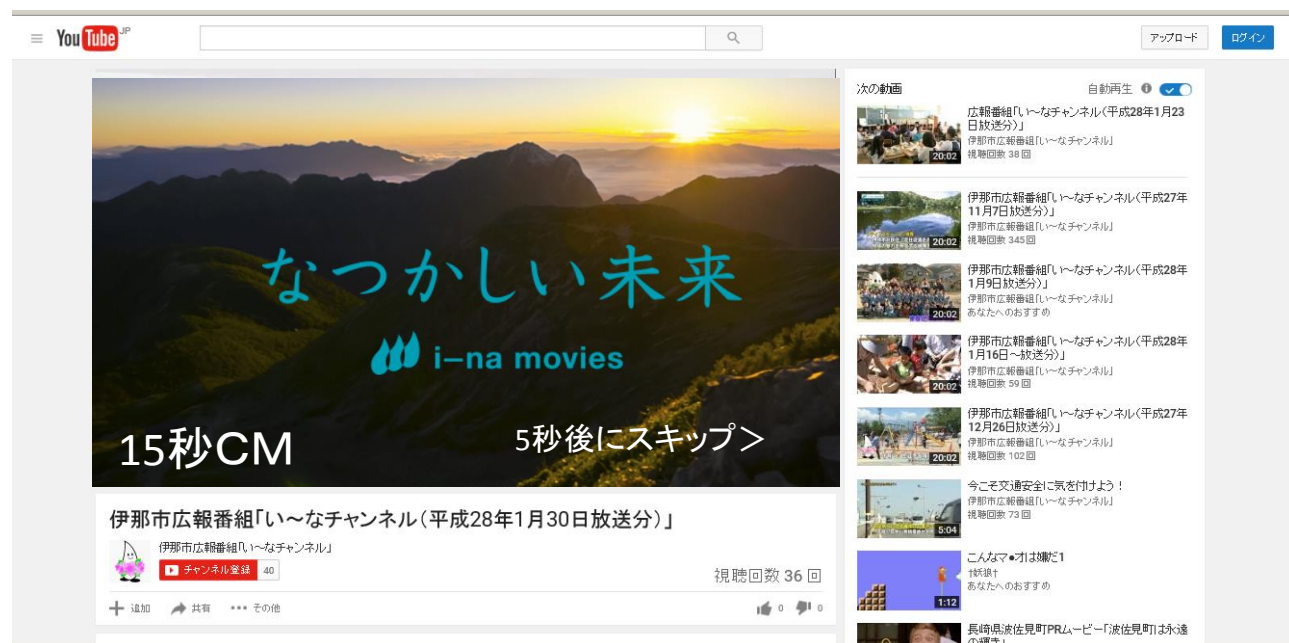 You Tube JP
アップロード
ログイン
なつかしい未来
i–na movies
15秒CM
5秒後にスキップ＞
伊那市広報番組「い～なチャンネル（平成28年1月30日放送分）」
伊那市広報番組「い～なチャンネル」
チャンネル登録 40
視聴回数 36 回
追加 共有 その他
0 0
次の動画
自動再生
広報番組「い～なチャンネル（平成28年1月23
日放送分）」
伊那市広報番組「い～なチャンネル」
視聴回数 38 回
20:02
伊那市広報番組「い～なチャンネル（平成27年
11月7日放送分）」
伊那市広報番組「い～なチャンネル」
視聴回数 345 回
20:02
伊那市広報番組「い～なチャンネル（平成28年
1月9日放送分）」
伊那市広報番組「い～なチャンネル」
あなたへのおすすめ
20:02
伊那市広報番組「い～なチャンネル（平成28年
1月16日～放送分）」
伊那市広報番組「い～なチャンネル」
視聴回数 59 回
20:02
伊那市広報番組「い～なチャンネル（平成27年
12月26日放送分）」
伊那市広報番組「い～なチャンネル」
視聴回数 102 回
20:02
今こそ交通安全に気を付けよう！
伊那市広報番組「い～なチャンネル」
視聴回数 73 回
5:04
こんなマ●オは嫌だ1
†妖狼†
あなたへのおすすめ
1:12
長崎県波佐見町PRムービー「波佐見町は永遠
の輝き」